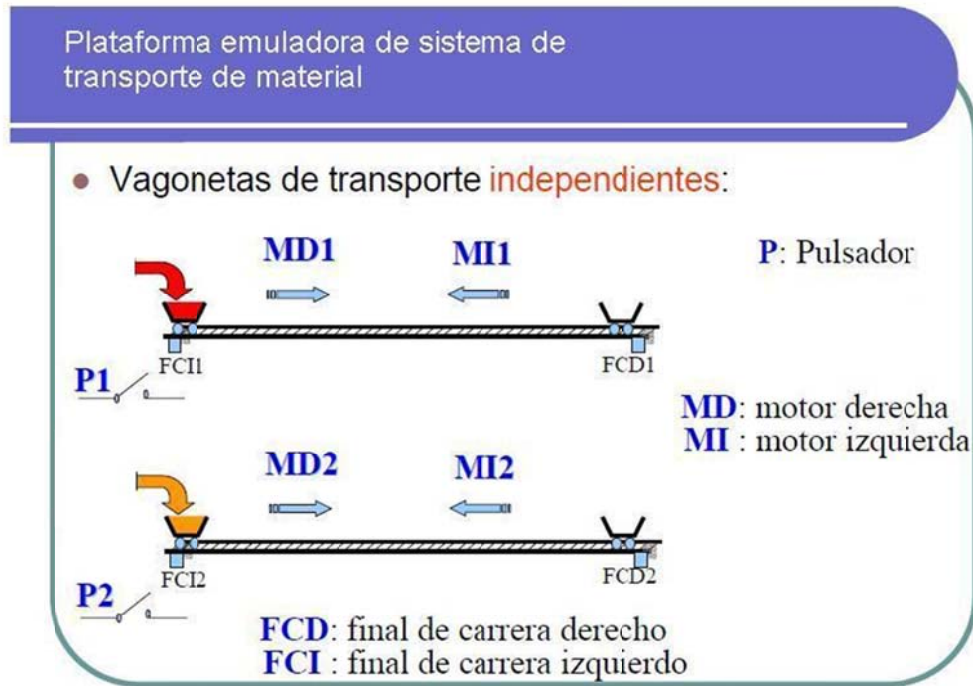 Plataforma emuladora de sistema de
transporte de material
Vagonetas de transporte independientes:
MD1
MI1
P: Pulsador
FCI1
FCD1
P1
MD: motor derecha
MI : motor izquierda
MD2
MI2
FCI2
FCD2
P2
FCD: final de carrera derecho
FCI : final de carrera izquierdo